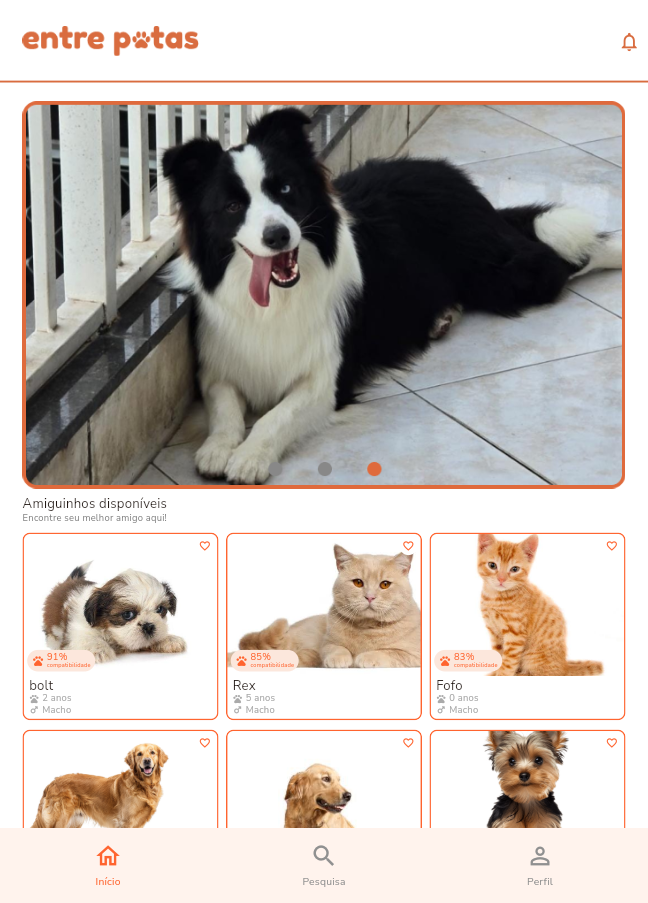 entre patas
Amiguinhos disponíveis
Encontre seu melhor amigo aqui!
91%
compatibilidade
bolt
2 anos
Macho
85%
compatibilidade
Rex
5 anos
Macho
83%
compatibilidade
Fofo
0 anos
Macho
Início
Pesquisa
Perfil